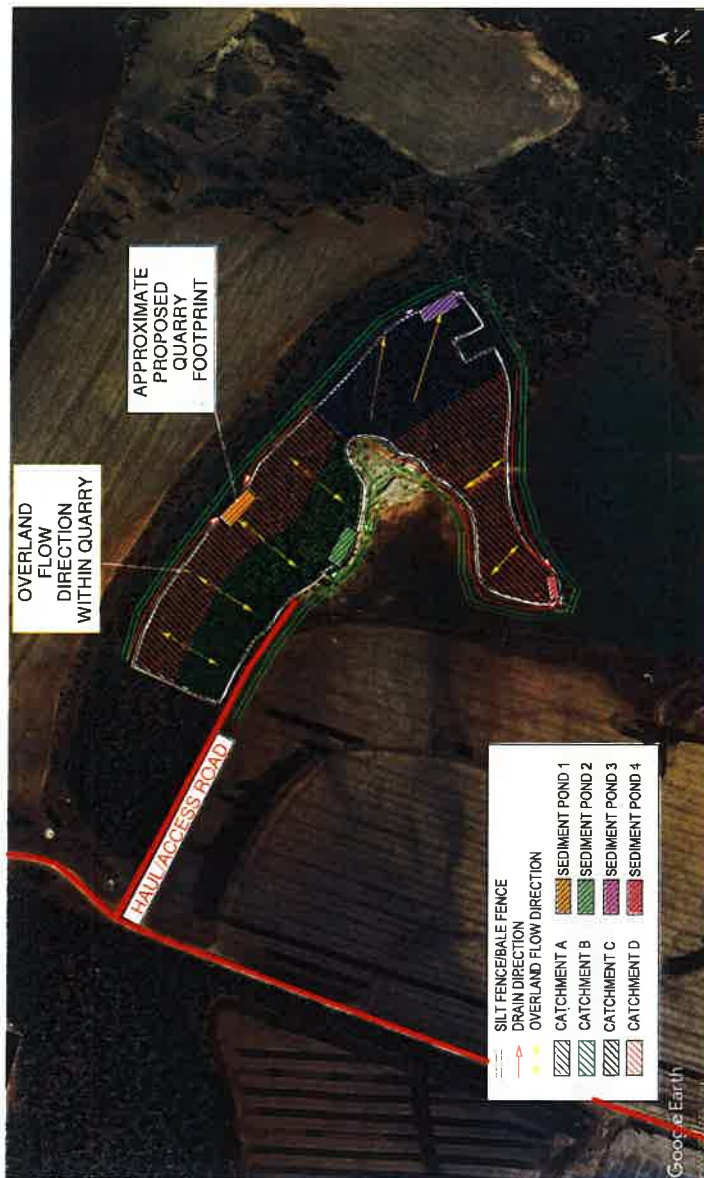 OVERLAND
FLOW
DIRECTION
WITHIN QUARRY
APPROXIMATE
PROPOSED
QUARRY
FOOTPRINT
HAUL/ACCESS ROAD
SILT FENCE/BALE FENCE
DRAIN DIRECTION
OVERLAND FLOW DIRECTION
CATCHMENT A
SEDIMENT POND 1
CATCHMENT B
SEDIMENT POND 2
CATCHMENT C
SEDIMENT POND 3
CATCHMENT D
SEDIMENT POND 4
Google Earth